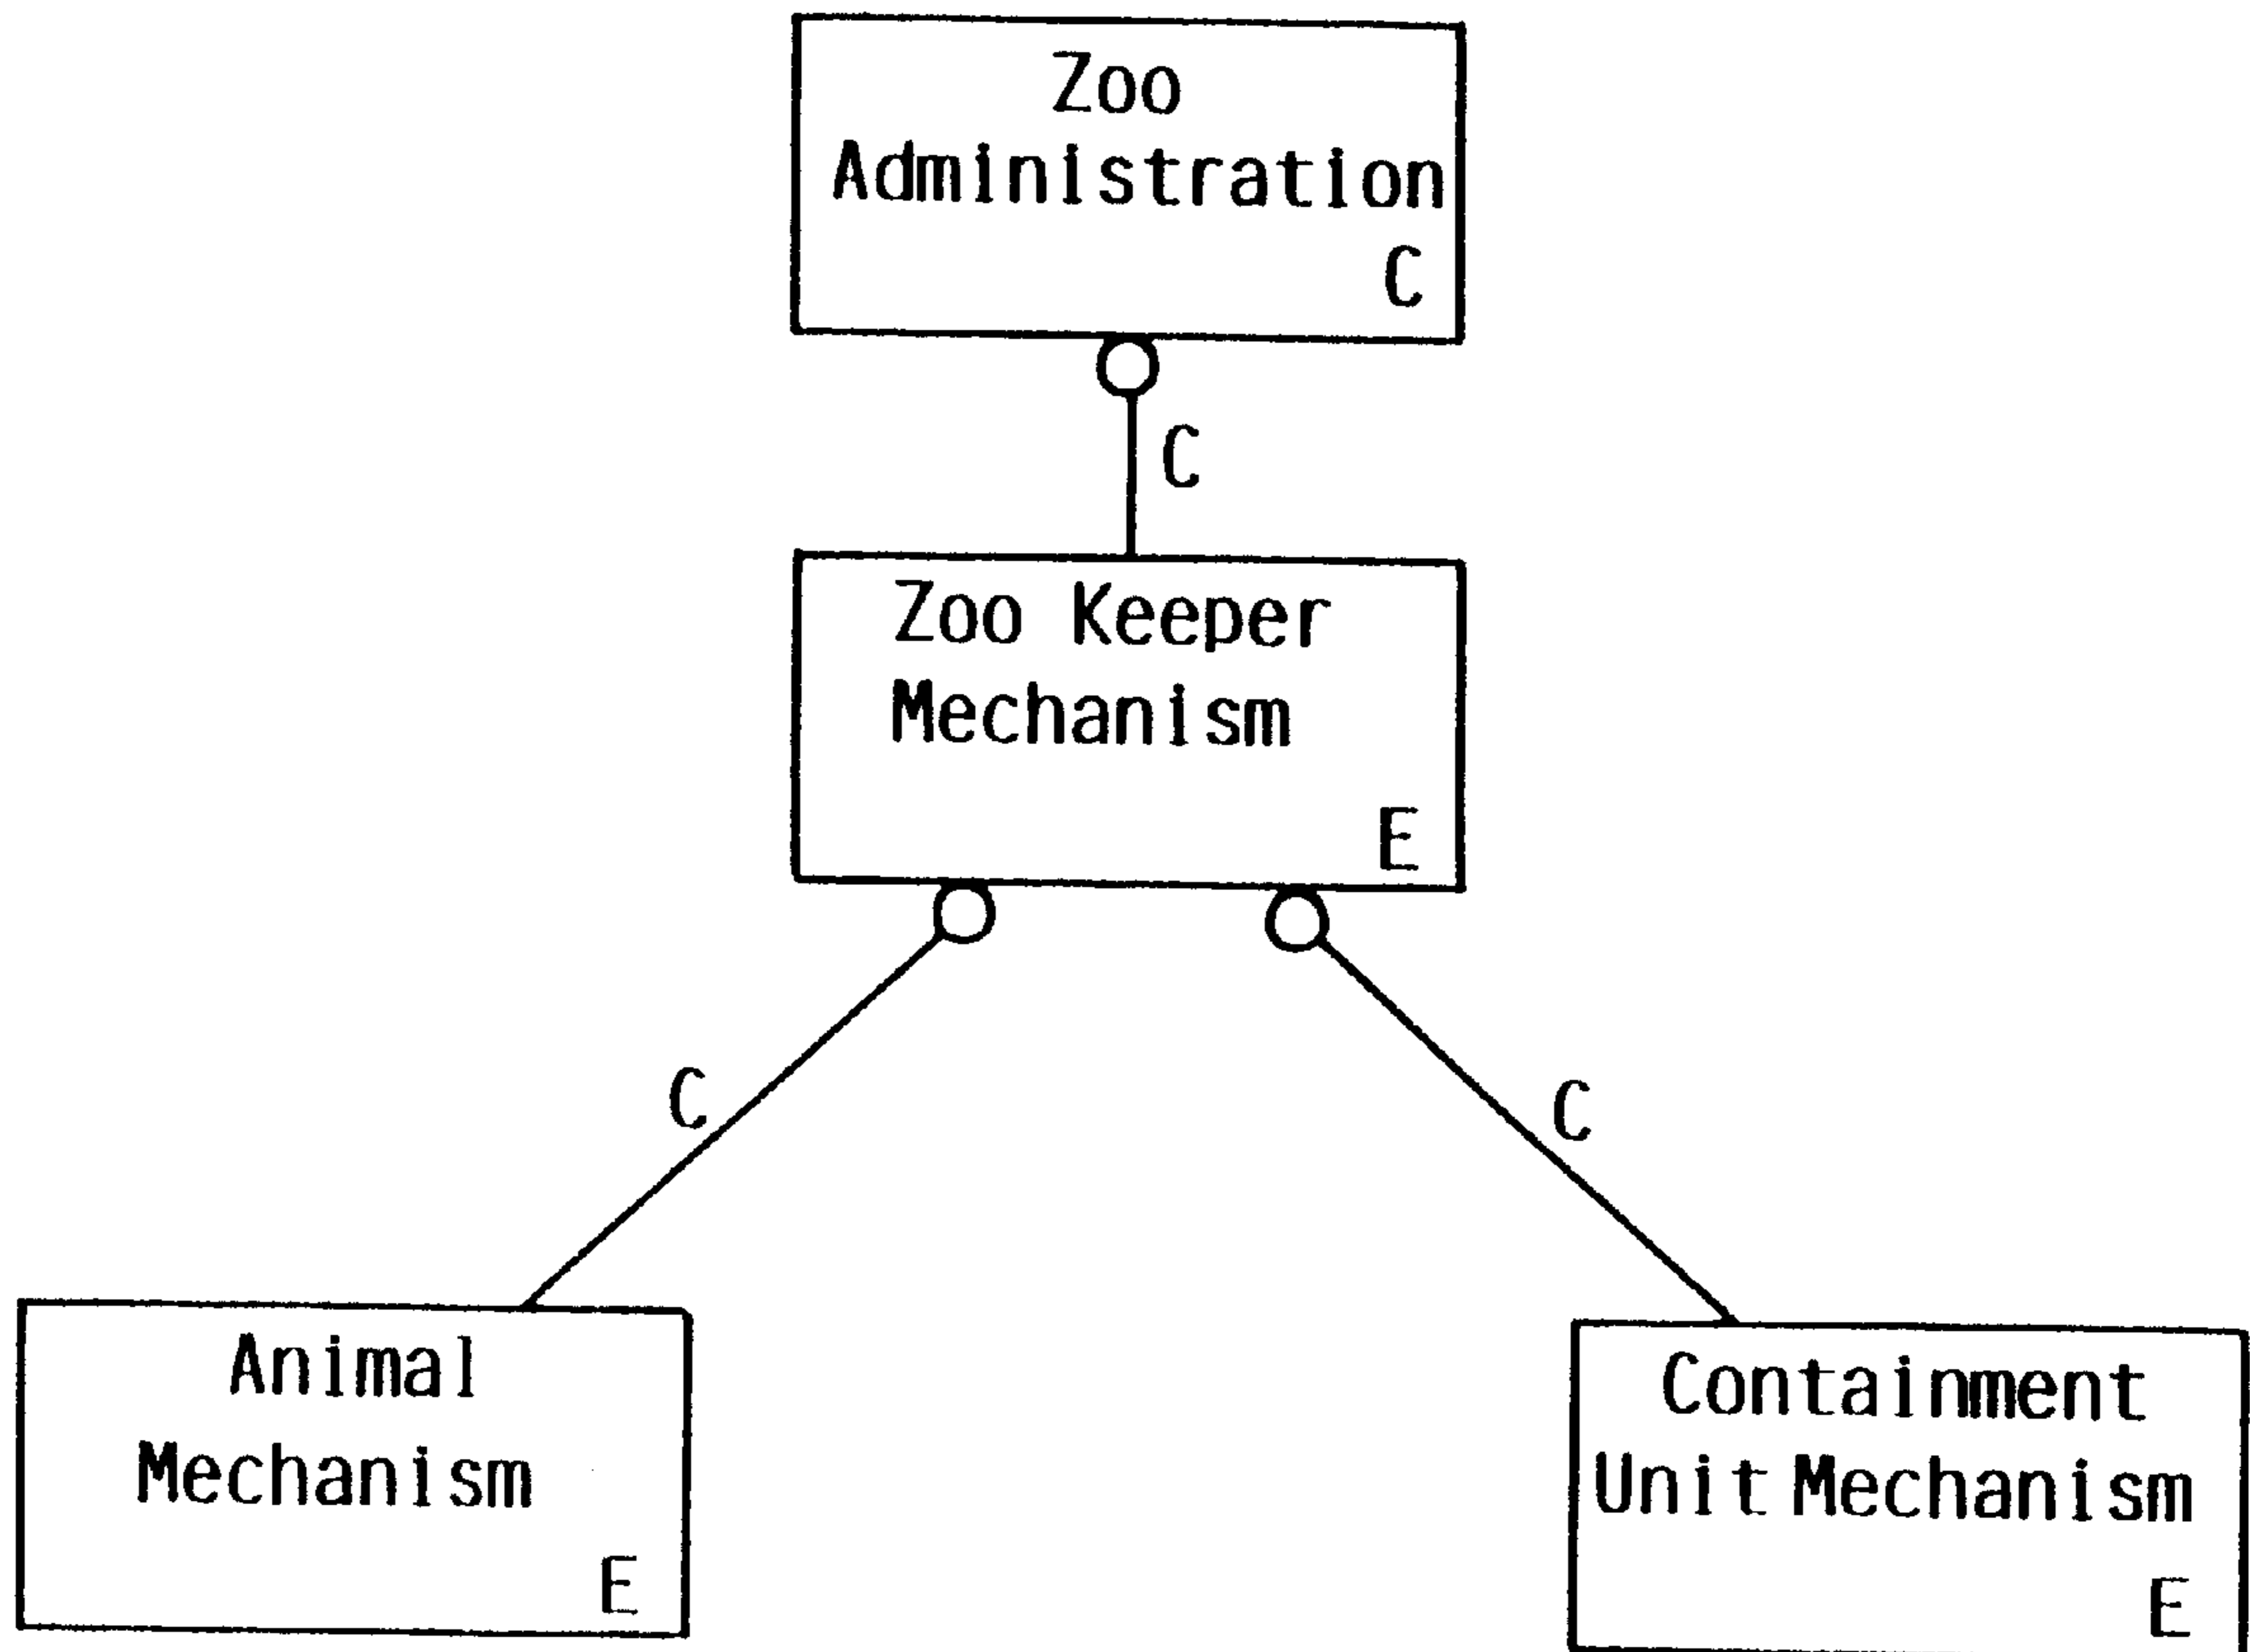 Zoo
Administration
C
C
Zoo Keeper
Mechanism
E
C
C
Animal
Mechanism
E
Containment
Unit Mechanism
E